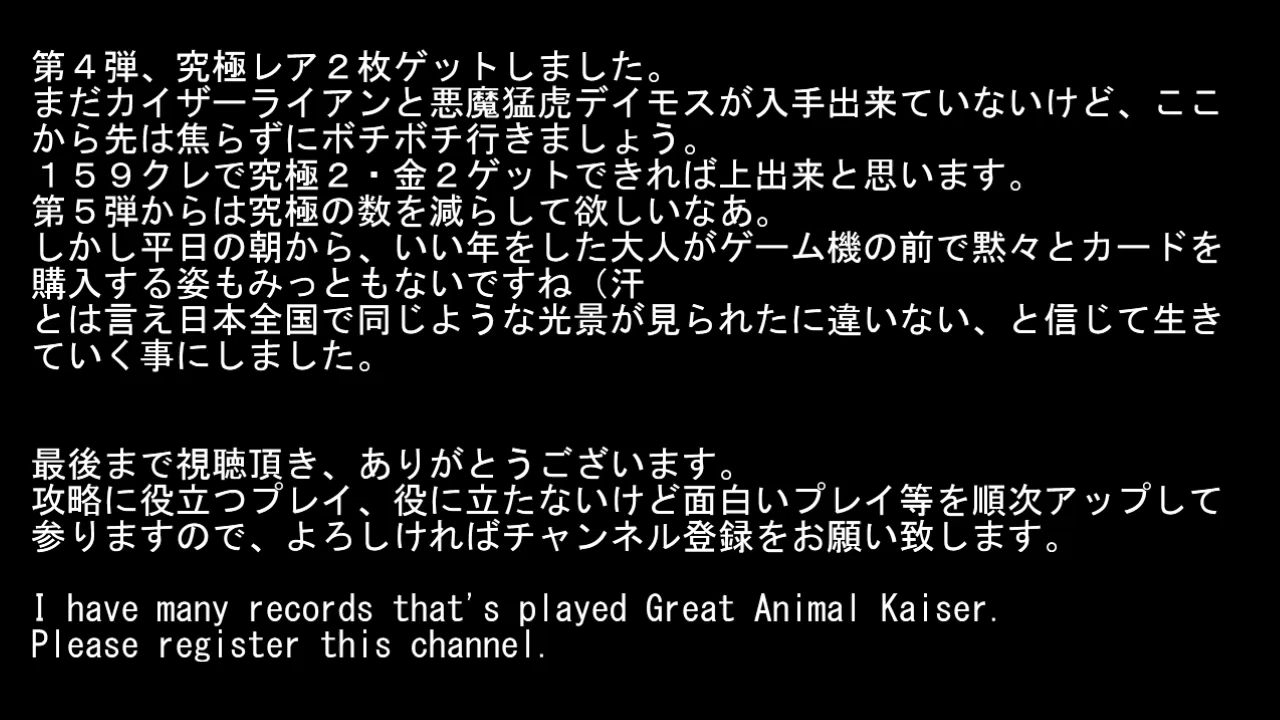 第４弾、究極レア２枚ゲットしました。
まだカイザーライアンと悪魔猛虎デイモスが入手出来ていないけど、ここ
から先は焦らずにボチボチ行きましょう。
１５９クレで究極２・金２ゲットできれば上出来と思います。
第５弾からは究極の数を減らして欲しいなあ。
しかし平日の朝から、いい年をした大人がゲーム機の前で黙々とカードを
購入する姿もみっともないですね（汗
とは言え日本全国で同じような光景が見られたに違いない、と信じて生き
ていく事にしました。
最後まで視聴頂き、ありがとうございます。
攻略に役立つプレイ、役に立たないけど面白いプレイ等を順次アップして
参りますので、よろしければチャンネル登録をお願い致します。
I have many records that's played Great Animal Kaiser.
Please register this channel.